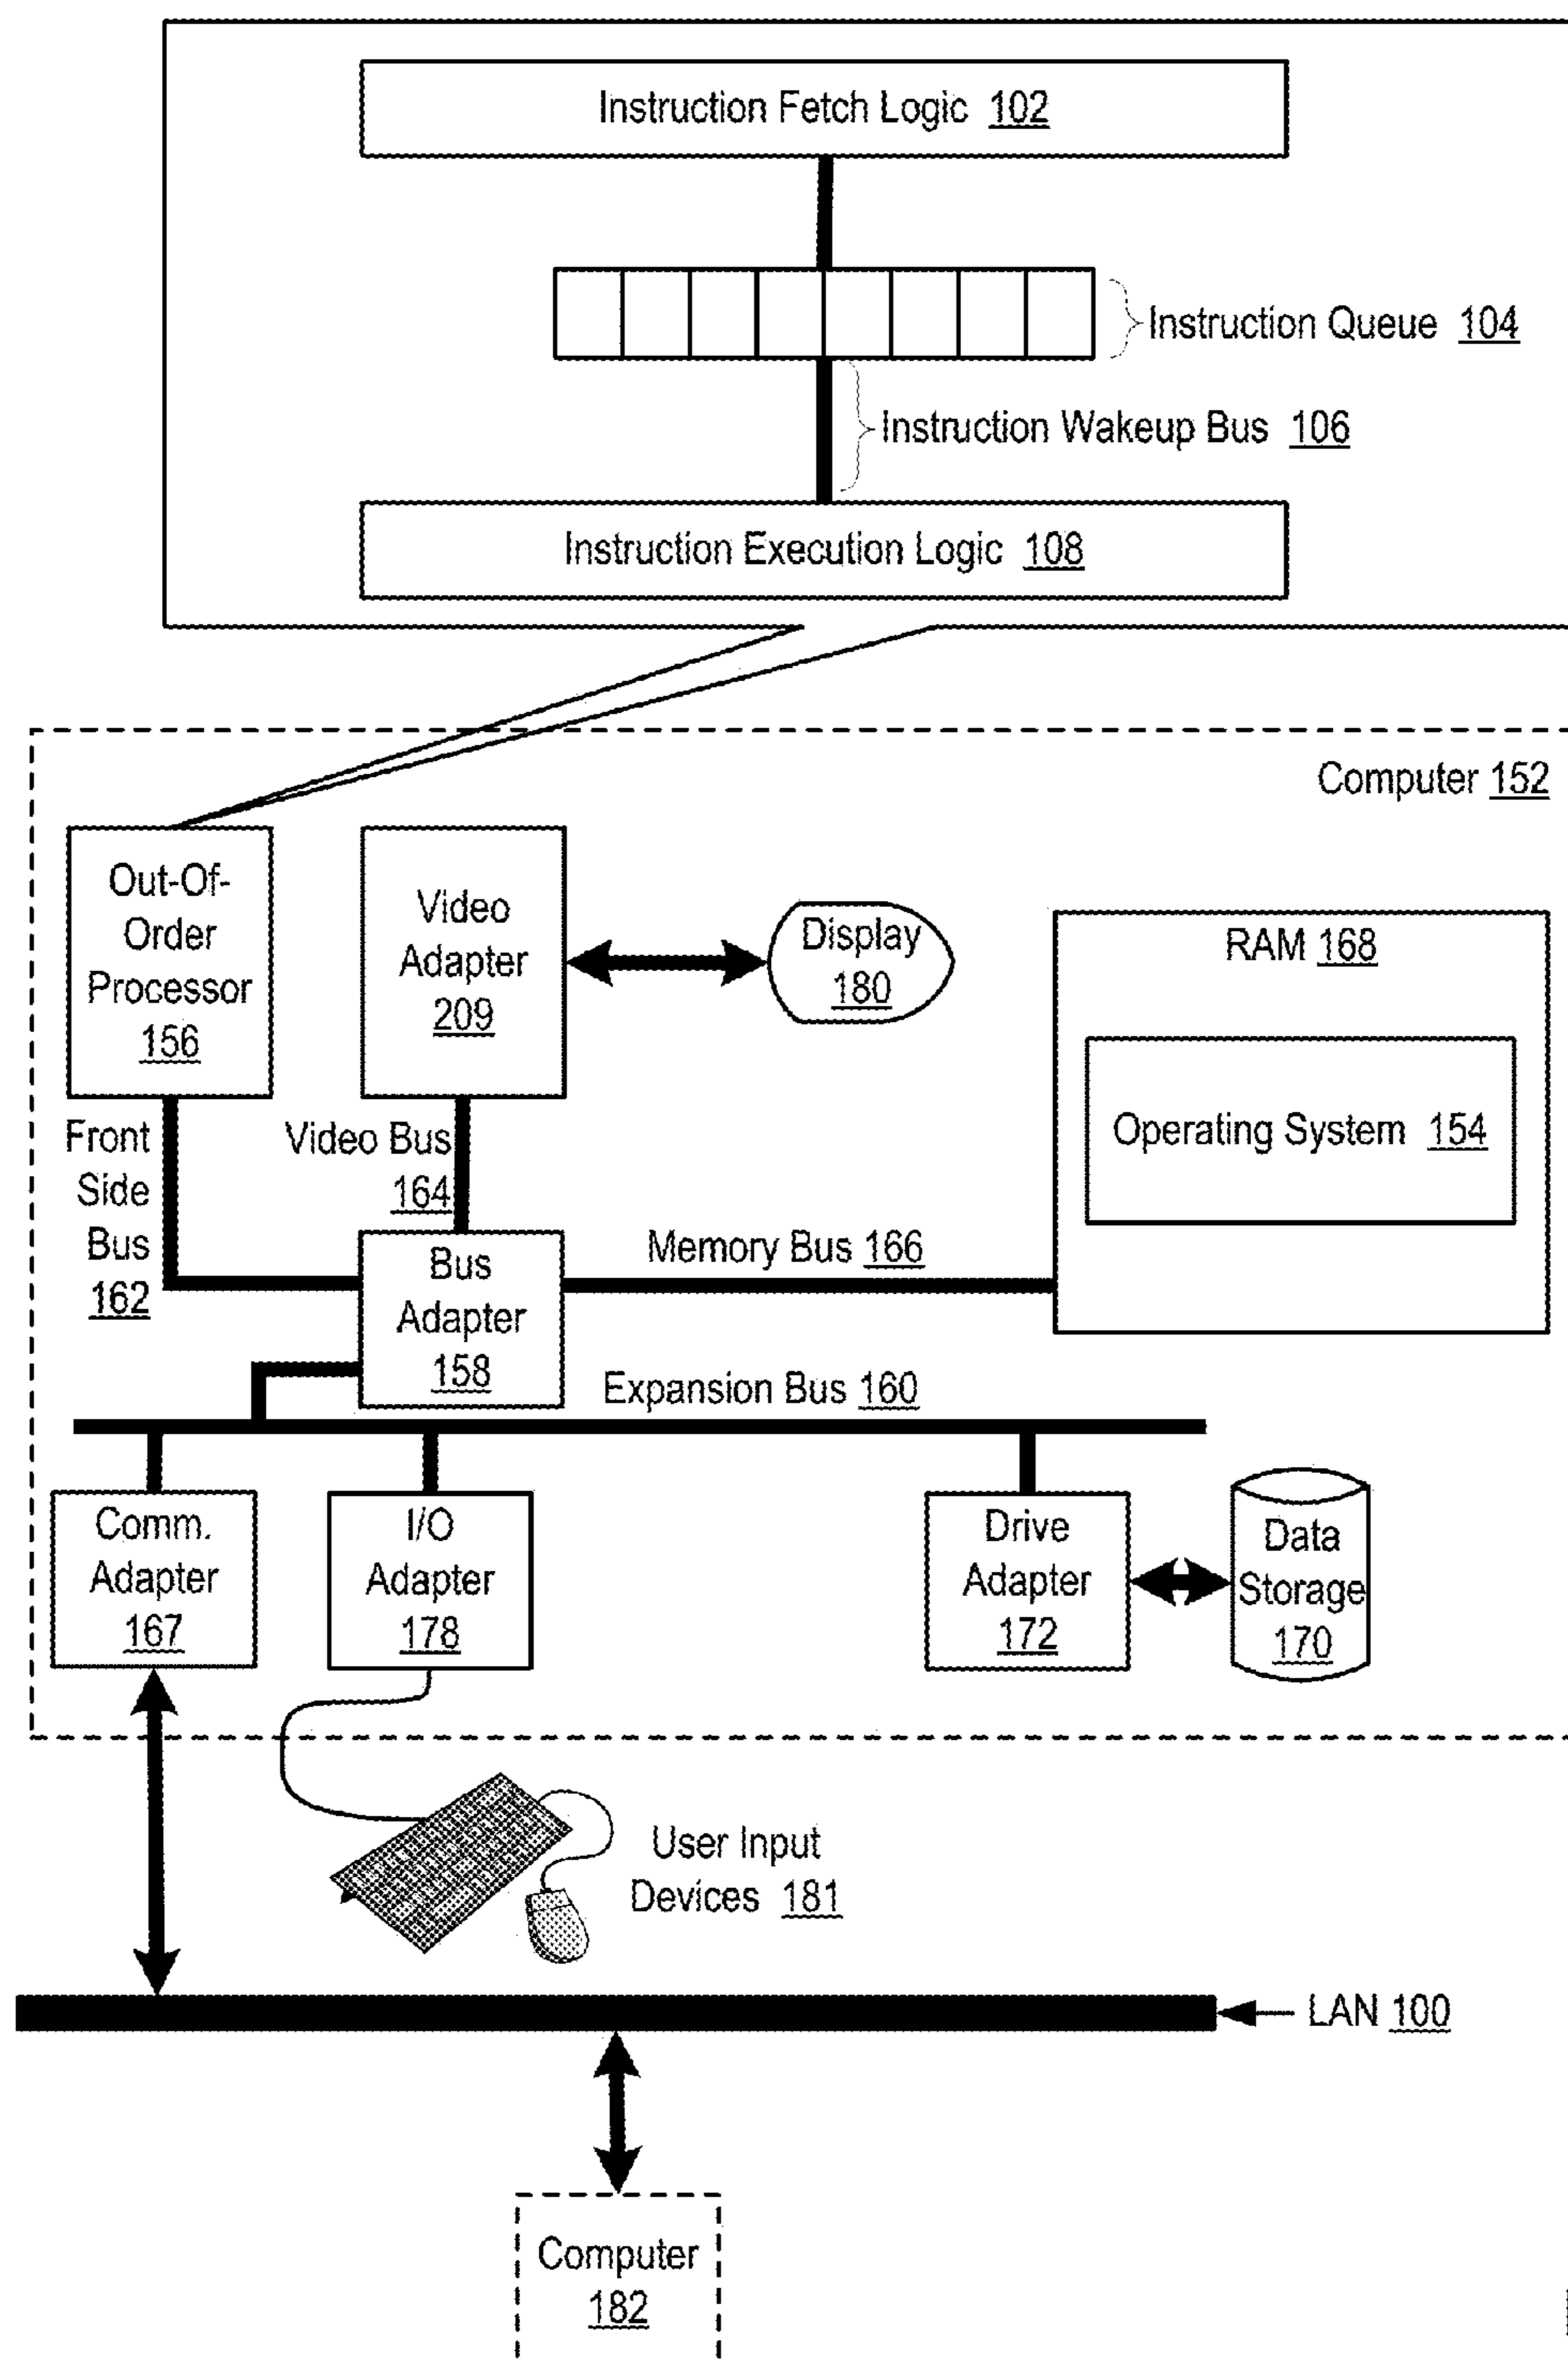 Instruction Fetch Logic 102
Instruction Queue 104
Instruction Wakeup Bus 106
Instruction Execution Logic 108
Computer 152
Out-Of-
Order
Processor
156
Video
Adapter
209
Display
180
RAM 168
Operating System 154
Front
Side
Bus
162
Video Bus
164
Bus
Adapter
158
Memory Bus 166
Expansion Bus 160
Comm.
Adapter
167
I/O
Adapter
178
Drive
Adapter
172
Data
Storage
170
User Input
Devices 181
LAN 100
Computer
182